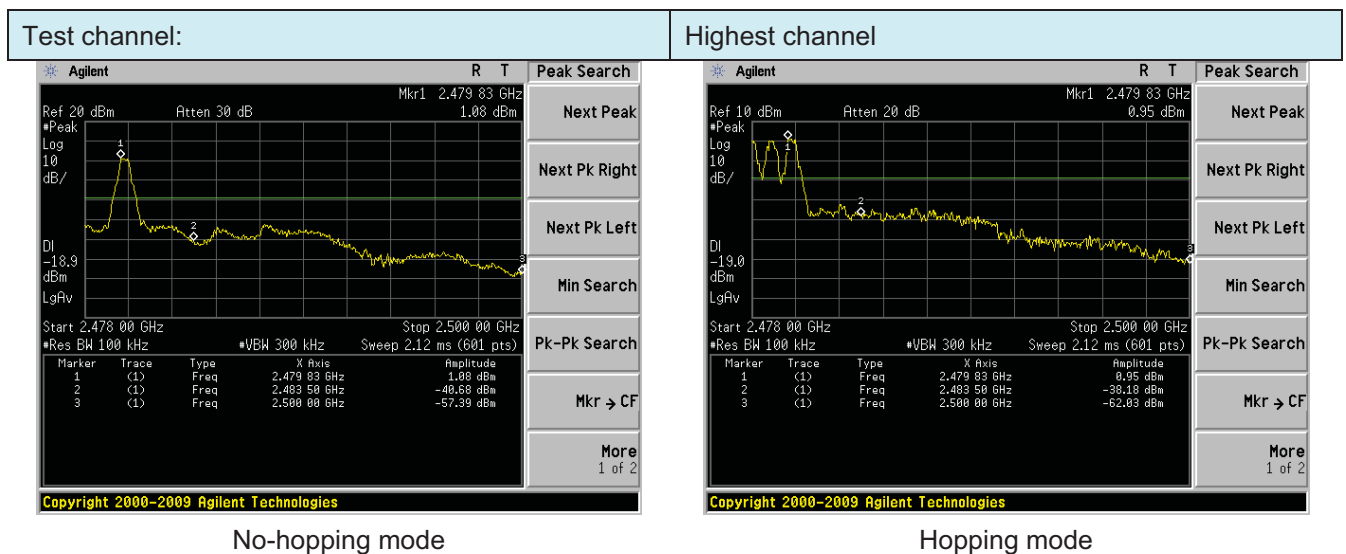 Test channel: Highest channel
Agilent R T Peak Search
Mkr1 2.479 83 GHz
Ref 20 dBm Atten 30 dB 1.08 dBm
#Peak
Log
10
dB/
1
2
3
DI
-18.9
dBm
LgAv
Start 2.478 00 GHz Stop 2.500 00 GHz
#Res BW 100 kHz #VBW 300 kHz Sweep 2.12 ms (601 pts)
Marker Trace Type X Axis Amplitude
1 (1) Freq 2.479 83 GHz 1.08 dBm
2 (1) Freq 2.483 50 GHz -40.68 dBm
3 (1) Freq 2.500 00 GHz -57.39 dBm
Next Peak
Next Pk Right
Next Pk Left
Min Search
Pk-Pk Search
Mkr → CF
More
1 of 2
Copyright 2000-2009 Agilent Technologies
No-hopping mode
Agilent R T Peak Search
Mkr1 2.479 83 GHz
Ref 10 dBm Atten 20 dB 0.95 dBm
#Peak
Log
10
dB/
1
2
3
DI
-19.0
dBm
LgAv
Start 2.478 00 GHz Stop 2.500 00 GHz
#Res BW 100 kHz #VBW 300 kHz Sweep 2.12 ms (601 pts)
Marker Trace Type X Axis Amplitude
1 (1) Freq 2.479 83 GHz 0.95 dBm
2 (1) Freq 2.483 50 GHz -38.18 dBm
3 (1) Freq 2.500 00 GHz -62.03 dBm
Next Peak
Next Pk Right
Next Pk Left
Min Search
Pk-Pk Search
Mkr → CF
More
1 of 2
Copyright 2000-2009 Agilent Technologies
Hopping mode